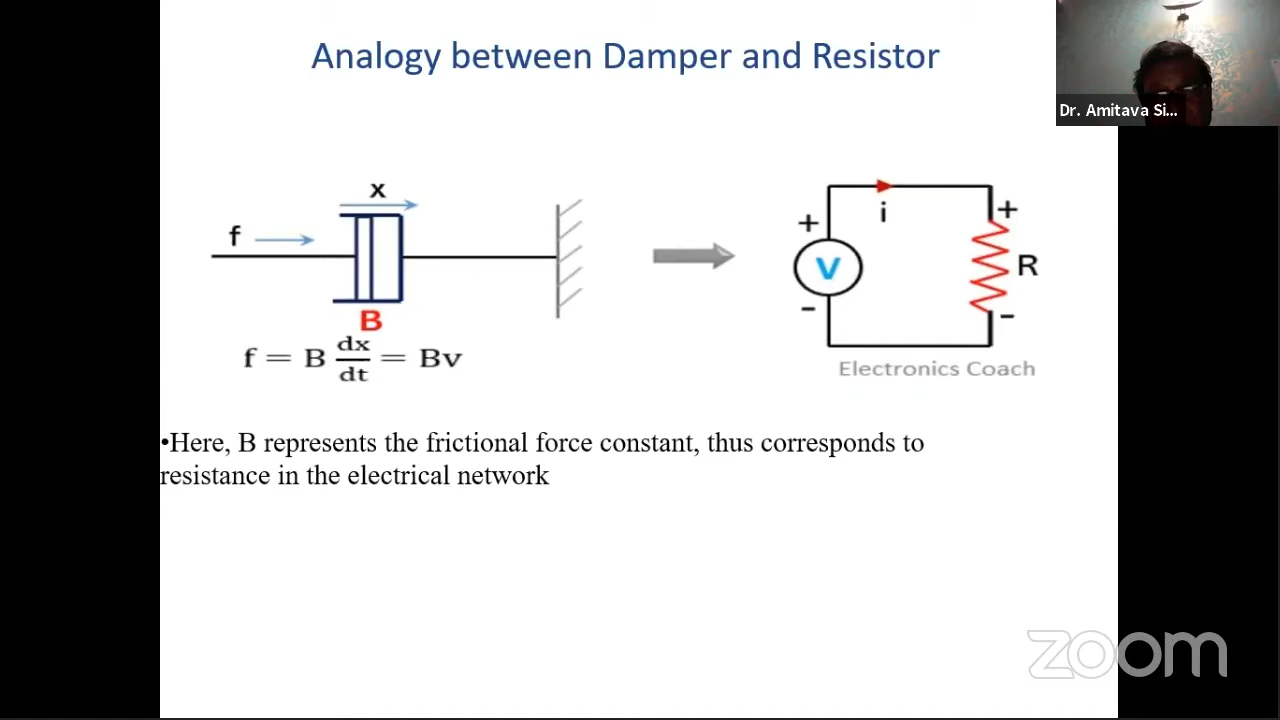 Analogy between Damper and Resistor
Dr. Amitava Si...
x
f
B
f = B dx/dt = Bv
+
i
+
V
R
-
-
Electronics Coach
•Here, B represents the frictional force constant, thus corresponds to
resistance in the electrical network
zoom